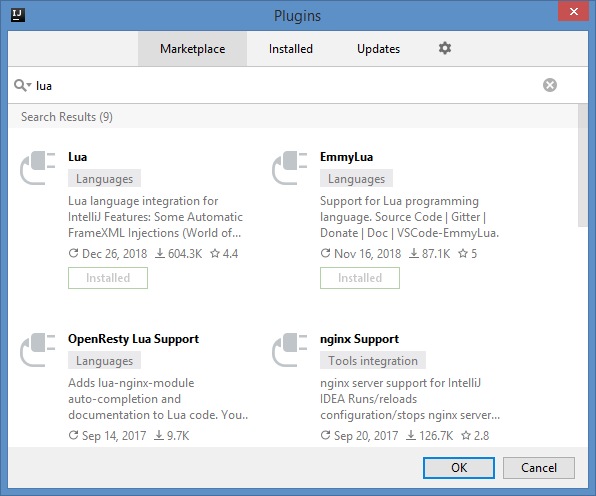 IJ
Plugins
Marketplace Installed Updates
lua
Search Results (9)
Lua
Languages
Lua language integration for
IntelliJ Features: Some Automatic
FrameXML Injections (World of...
Dec 26, 2018 604.3K 4.4
Installed
EmmyLua
Languages
Support for Lua programming
language. Source Code | Gitter |
Donate | Doc | VSCode-EmmyLua.
Nov 16, 2018 87.1K 5
Installed
OpenResty Lua Support
Languages
Adds lua-nginx-module
auto-completion and
documentation to Lua code. You..
Sep 14, 2017 9.7K
nginx Support
Tools integration
nginx server support for IntelliJ
IDEA Runs/reloads
configuration/stops nginx server...
Sep 20, 2017 126.7K 2.8
OK Cancel